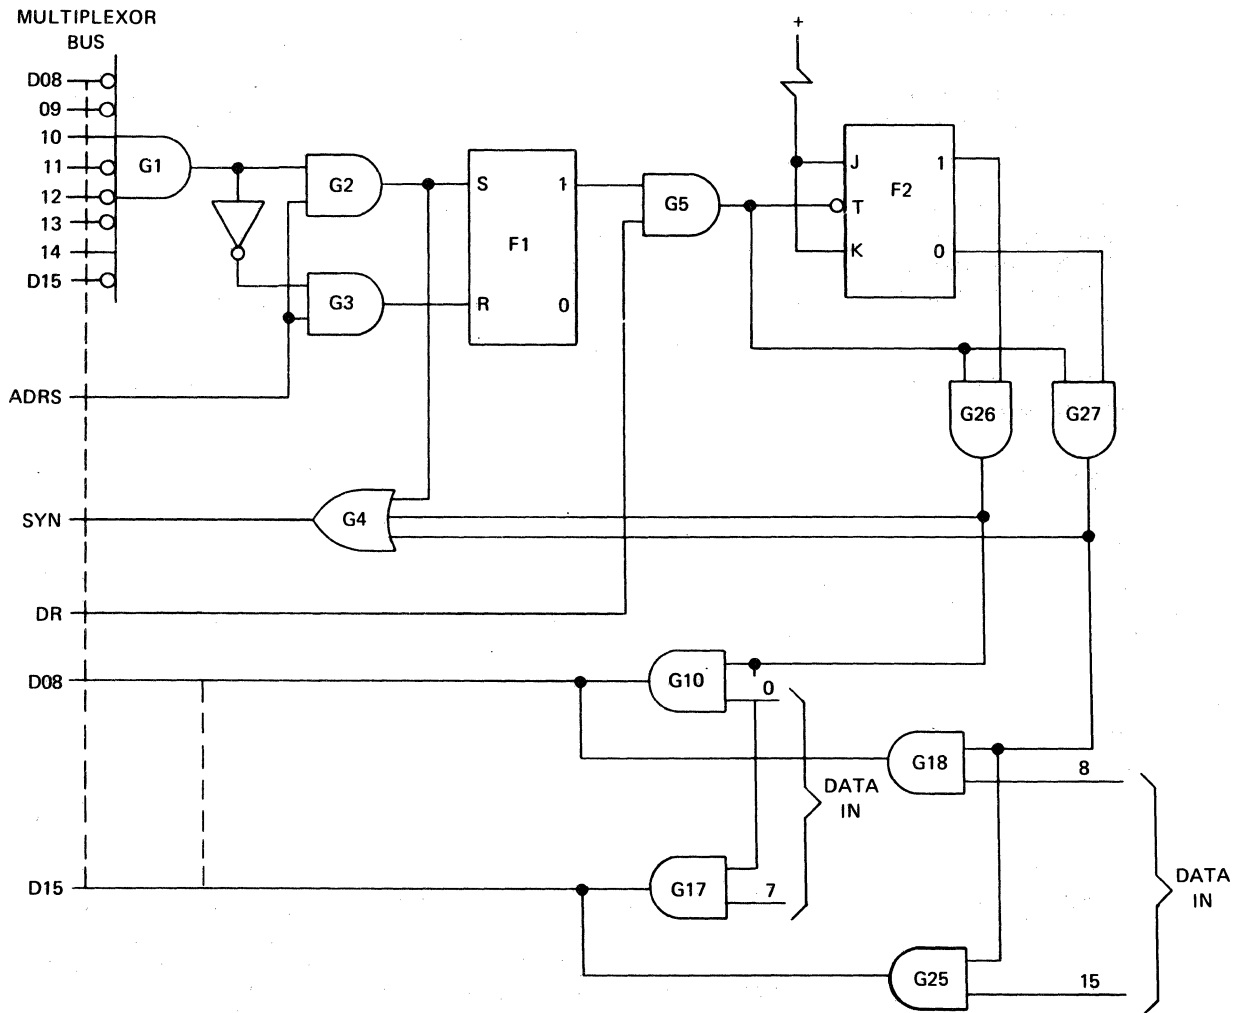 MULTIPLEXOR
BUS
+
D08
09
10
11
12
13
14
D15
G1
G2
G3
S
R
F1
1
0
G5
J
T
K
F2
1
0
ADRS
G26
G27
SYN
G4
DR
D08
G10
0
G18
8
DATA
IN
D15
G17
7
DATA
IN
G25
15